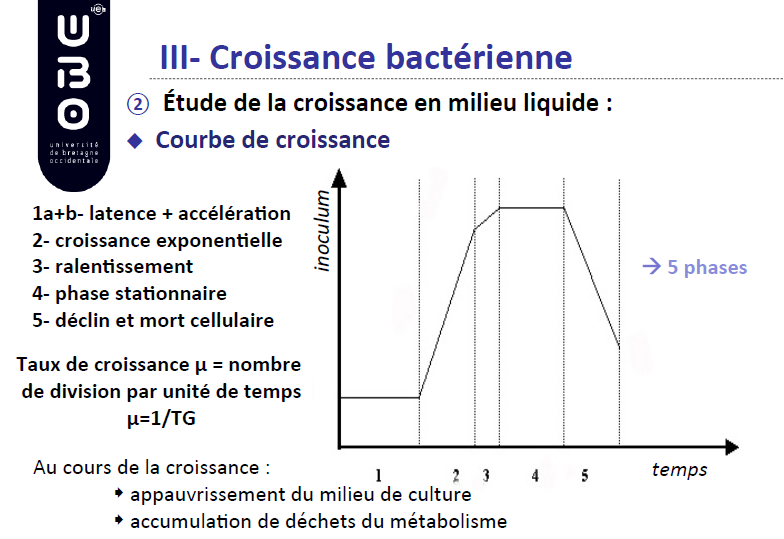 ueb
UBO
université
de bretagne
occidentale
III- Croissance bactérienne
② Étude de la croissance en milieu liquide :
◆ Courbe de croissance
1a+b- latence + accélération
2- croissance exponentielle
3- ralentissement
4- phase stationnaire
5- déclin et mort cellulaire
Taux de croissance µ = nombre
de division par unité de temps
µ=1/TG
inoculum
→ 5 phases
1 2 3 4 5
temps
Au cours de la croissance :
➧ appauvrissement du milieu de culture
➧ accumulation de déchets du métabolisme